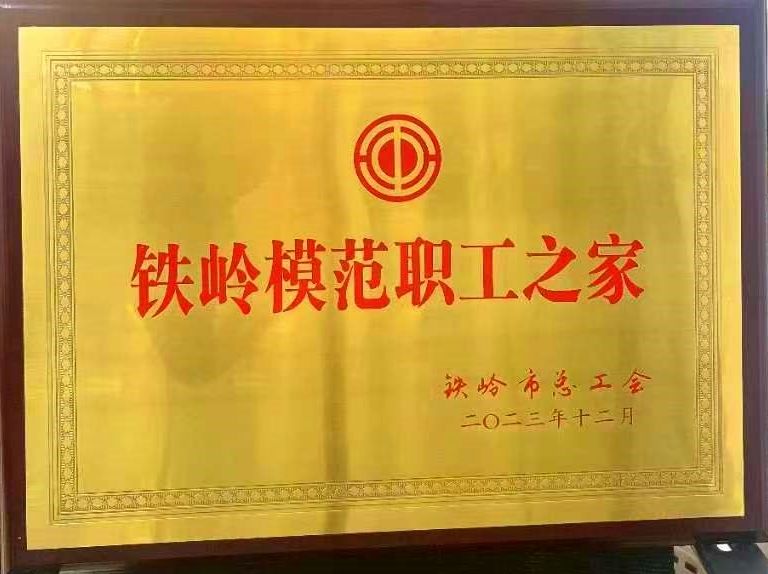 铁岭模范职工之家
铁岭市总工会
二〇二三年十二月